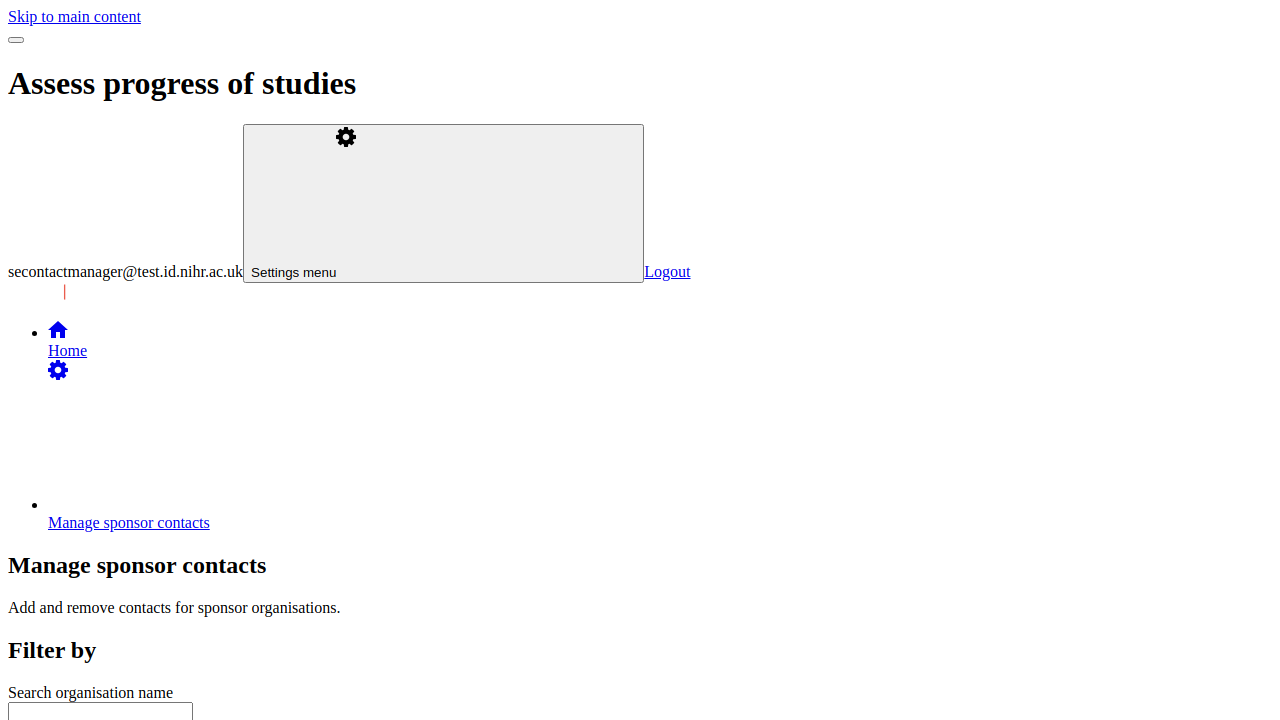 Skip to main content
Assess progress of studies
secontactmanager@test.id.nihr.ac.uk Settings menu Logout
|
Home
Manage sponsor contacts
Manage sponsor contacts
Add and remove contacts for sponsor organisations.
Filter by
Search organisation name